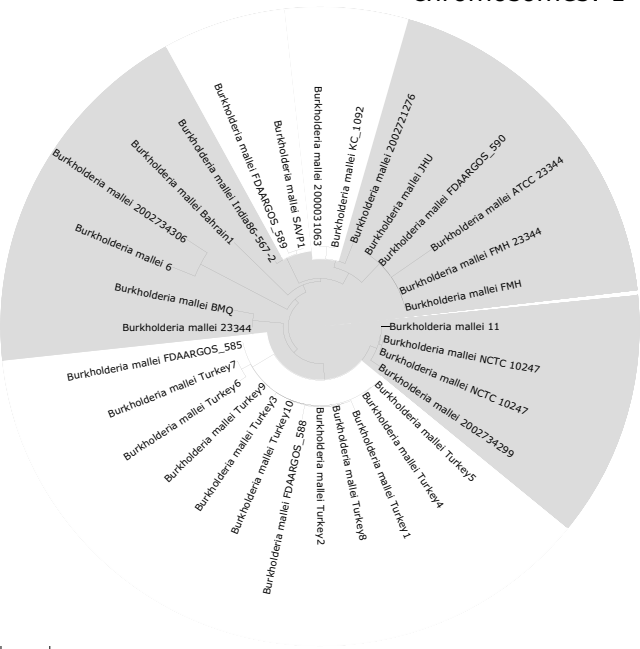 Burkholderia mallei FDAARGOS_589
Burkholderia mallei SAVP1
Burkholderia mallei 2000031063
Burkholderia mallei KC_1092
Burkholderia mallei 2002721276
Burkholderia mallei JHU
Burkholderia mallei FDAARGOS_590
Burkholderia mallei ATCC 23344
Burkholderia mallei FMH 23344
Burkholderia mallei FMH
Burkholderia mallei 11
Burkholderia mallei NCTC 10247
Burkholderia mallei NCTC 10247
Burkholderia mallei 2002734299
Burkholderia mallei Turkey5
Burkholderia mallei Turkey4
Burkholderia mallei Turkey1
Burkholderia mallei Turkey8
Burkholderia mallei Turkey2
Burkholderia mallei FDAARGOS_588
Burkholderia mallei Turkey10
Burkholderia mallei Turkey3
Burkholderia mallei Turkey9
Burkholderia mallei Turkey6
Burkholderia mallei Turkey7
Burkholderia mallei FDAARGOS_585
Burkholderia mallei 23344
Burkholderia mallei BMQ
Burkholderia mallei 6
Burkholderia mallei 2002734306
Burkholderia mallei Bahrain1
Burkholderia mallei India86-567-2